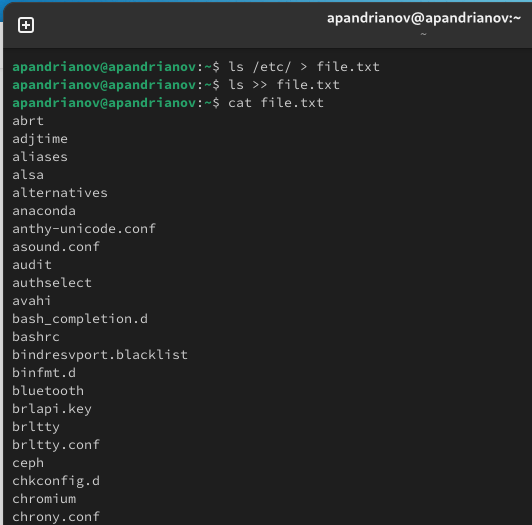 apandrianov@apandrianov:~
~
apandrianov@apandrianov:~$ ls /etc/ > file.txt
apandrianov@apandrianov:~$ ls >> file.txt
apandrianov@apandrianov:~$ cat file.txt
abrt
adjtime
aliases
alsa
alternatives
anaconda
anthy-unicode.conf
asound.conf
audit
authselect
avahi
bash_completion.d
bashrc
bindresvport.blacklist
binfmt.d
bluetooth
brlapi.key
brltty
brltty.conf
ceph
chkconfig.d
chromium
chrony.conf